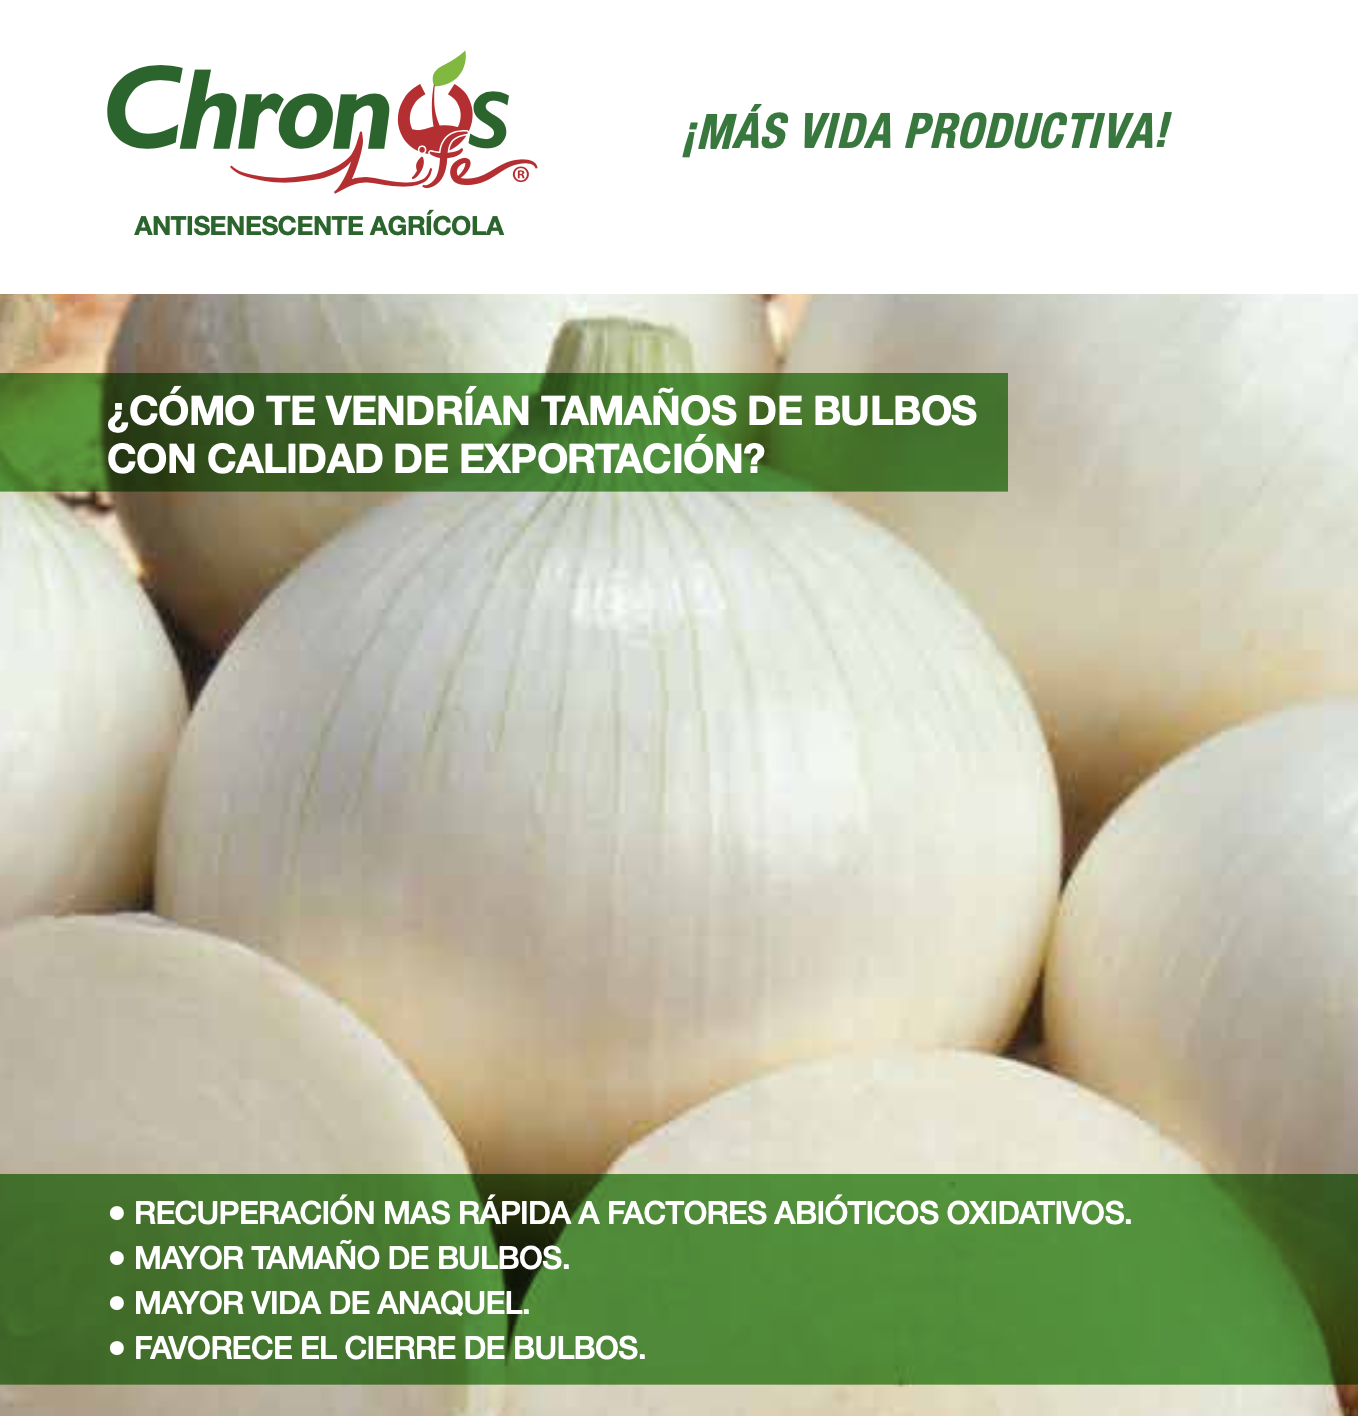 Chronos
Life®
ANTISENESCENTE AGRÍCOLA
¡MÁS VIDA PRODUCTIVA!
¿CÓMO TE VENDRÍAN TAMAÑOS DE BULBOS
CON CALIDAD DE EXPORTACIÓN?
• RECUPERACIÓN MAS RÁPIDA A FACTORES ABIÓTICOS OXIDATIVOS.
• MAYOR TAMAÑO DE BULBOS.
• MAYOR VIDA DE ANAQUEL.
• FAVORECE EL CIERRE DE BULBOS.